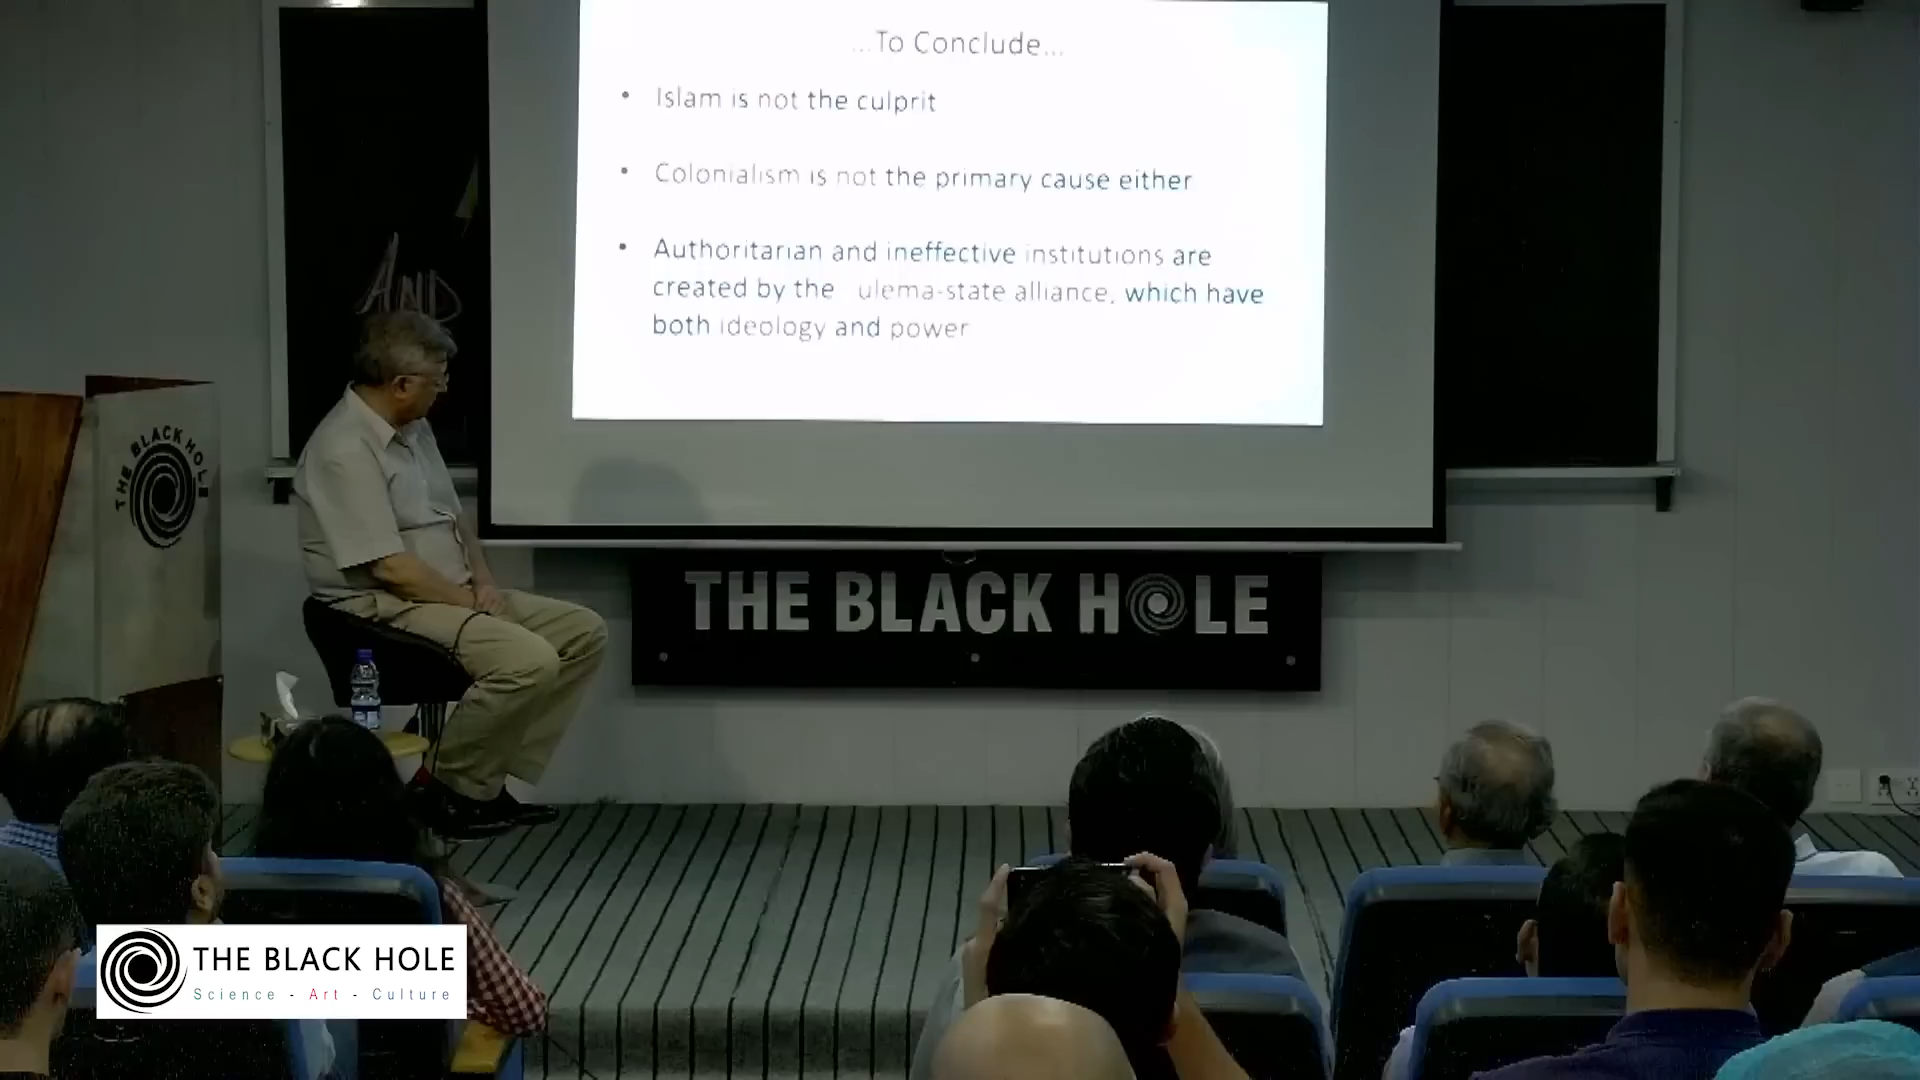 ...To Conclude...
• Islam is not the culprit
• Colonialism is not the primary cause either
• Authoritarian and ineffective institutions are
created by the ulema-state alliance, which have
both ideology and power
AND
THE BLACK HOLE
THE BLACK HOLE
THE BLACK HOLE
Science - Art - Culture